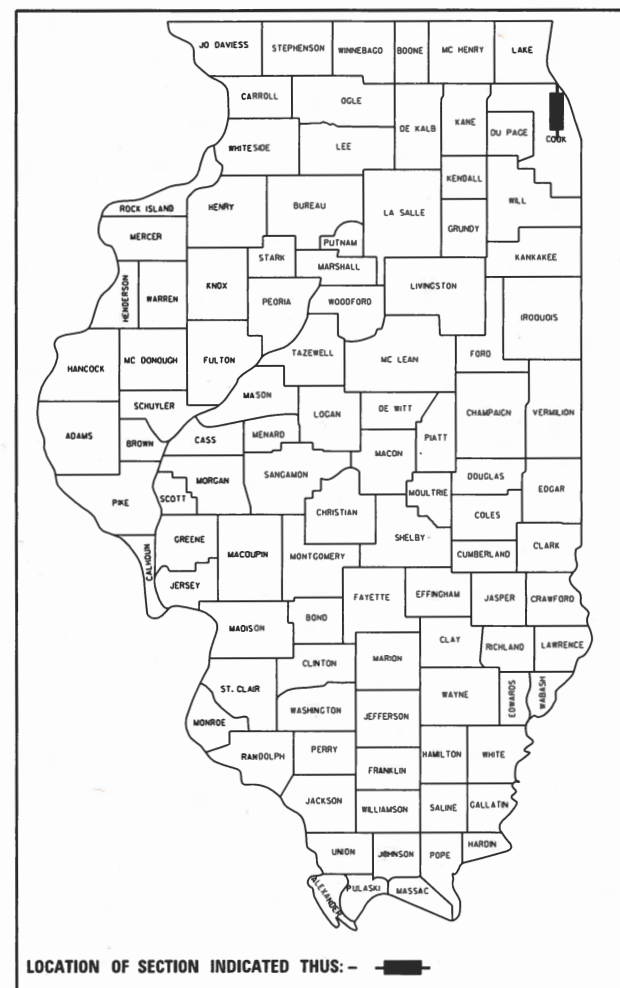 JO DAVIESS STEPHENSON WINNEBAGO BOONE MC HENRY LAKE
CARROLL OGLE DE KALB KANE DU PAGE COOK
WHITESIDE LEE
KENDALL
ROCK ISLAND HENRY BUREAU LA SALLE GRUNDY WILL
MERCER PUTNAM
STARK MARSHALL KANKAKEE
HENDERSON WARREN KNOX PEORIA WOODFORD LIVINGSTON IROQUOIS
HANCOCK MC DONOUGH FULTON TAZEWELL MC LEAN FORD
SCHUYLER MASON LOGAN DE WITT CHAMPAIGN VERMILION
ADAMS BROWN CASS MENARD MACON PIATT
PIKE SCOTT MORGAN SANGAMON CHRISTIAN MOULTRIE DOUGLAS EDGAR
COLES
CALHOUN GREENE MACOUPIN MONTGOMERY SHELBY CUMBERLAND CLARK
JERSEY
MADISON BOND FAYETTE EFFINGHAM JASPER CRAWFORD
CLINTON MARION CLAY RICHLAND LAWRENCE
ST. CLAIR WASHINGTON JEFFERSON WAYNE EDWARDS WABASH
MONROE
RANDOLPH PERRY FRANKLIN HAMILTON WHITE
JACKSON WILLIAMSON SALINE GALLATIN
UNION JOHNSON POPE HARDIN
ALEXANDER PULASKI MASSAC
LOCATION OF SECTION INDICATED THUS: –